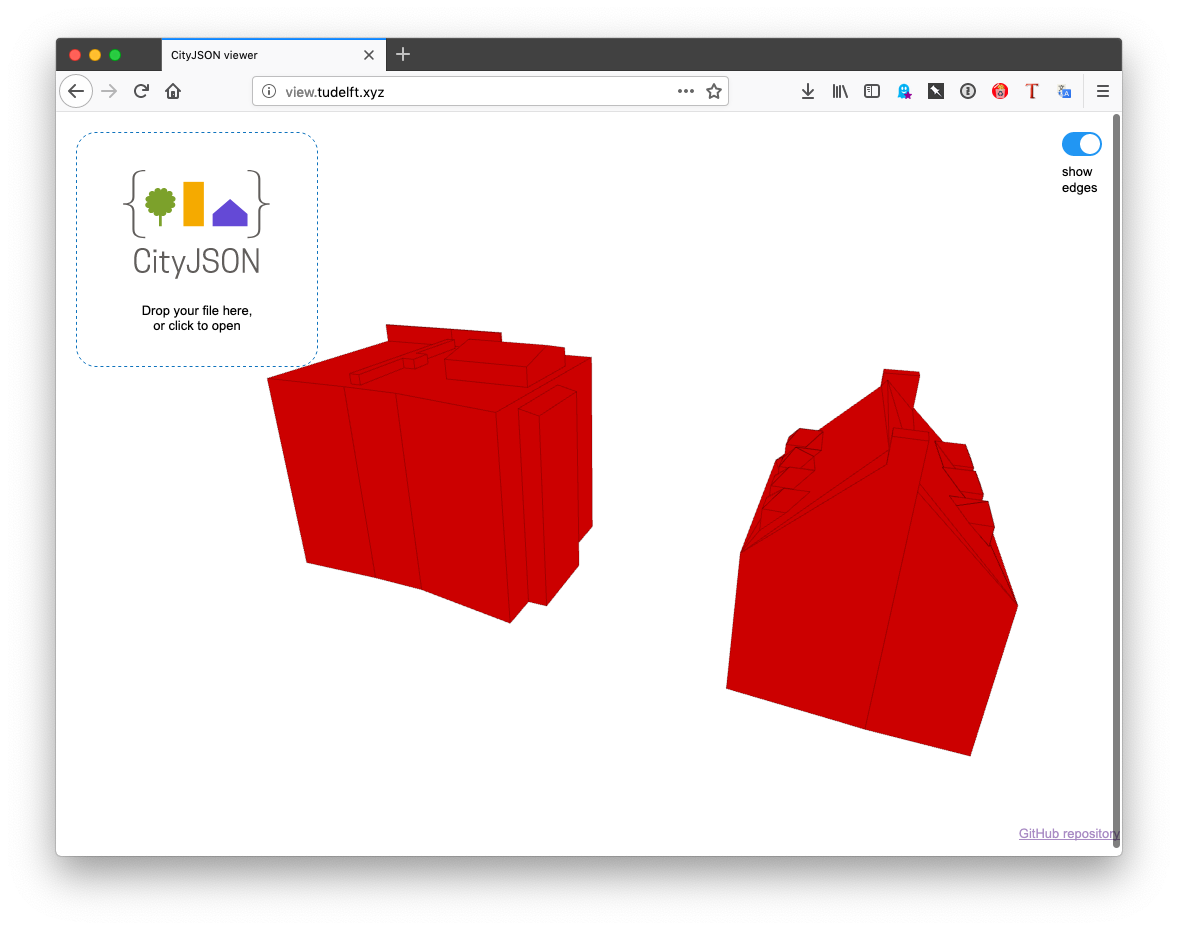 CityJSON viewer
view.tudelft.xyz
T
show
edges
CityJSON
Drop your file here,
or click to open
GitHub repository